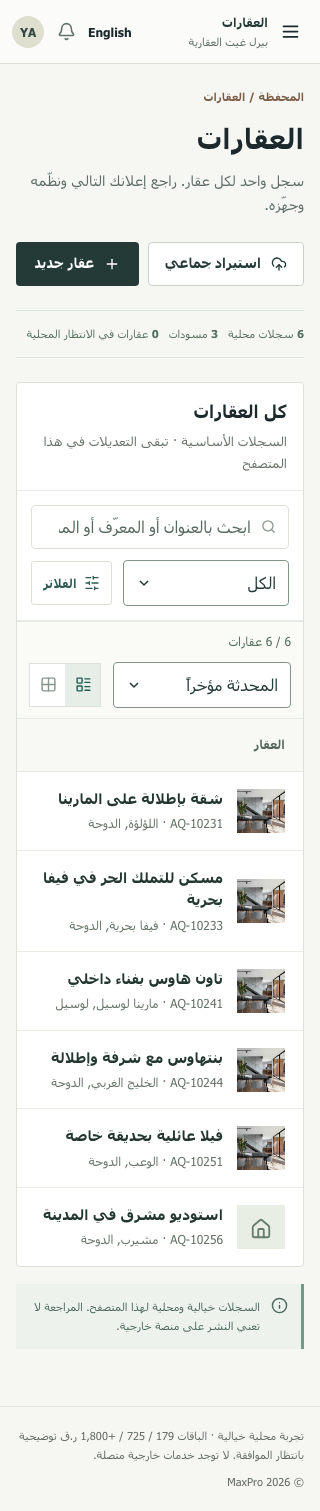 العقارات
بيرل غيت العقارية
English
YA
المحفظة / العقارات
العقارات
سجل واحد لكل عقار. راجع إعلانك التالي ونظّمه
وجهّزه.
استيراد جماعي
عقار جديد
6 سجلات محلية 3 مسودات 0 عقارات في الانتظار المحلية
كل العقارات
السجلات الأساسية · تبقى التعديلات في هذا
المتصفح
ابحث بالعنوان أو المعرّف أو المـ
الكل
الفلاتر
6 / 6 عقارات
المحدثة مؤخراً
العقار
شقة بإطلالة على المارينا
AQ-10231 · اللؤلؤة, الدوحة
مسكن للتملك الحر في فيفا
بحرية
AQ-10233 · فيفا بحرية, الدوحة
تاون هاوس بفناء داخلي
AQ-10241 · مارينا لوسيل, لوسيل
بنتهاوس مع شرفة وإطلالة
AQ-10244 · الخليج الغربي, الدوحة
فيلا عائلية بحديقة خاصة
AQ-10251 · الوعب, الدوحة
استوديو مشرق في المدينة
AQ-10256 · مشيرب, الدوحة
السجلات خيالية ومحلية لهذا المتصفح. المراجعة لا
تعني النشر على منصة خارجية.
تجربة محلية خيالية · الباقات 179 / 725 / +1,800 ر.ق توضيحية
بانتظار الموافقة. لا توجد خدمات خارجية متصلة.
© 2026 MaxPro